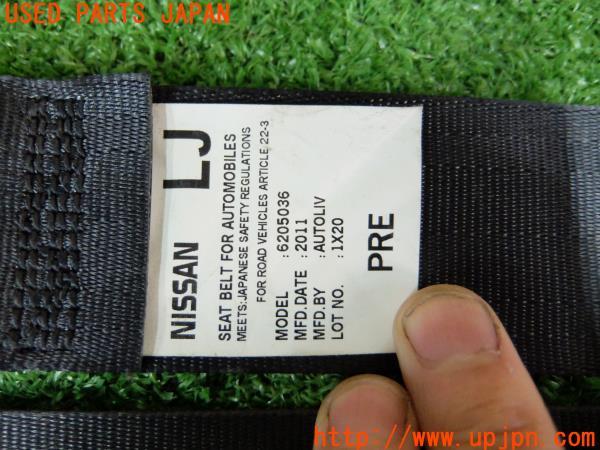 USED PARTS JAPAN
NISSAN LJ
SEAT BELT FOR AUTOMOBILES
MEETS:JAPANESE SAFETY REGULATIONS
FOR ROAD VEHICLES ARTICLE 22-3
MODEL :6205036
MFD.DATE :2011
MFD.BY :AUTOLIV
LOT NO. :1X20
PRE
http://www.upjpn.com